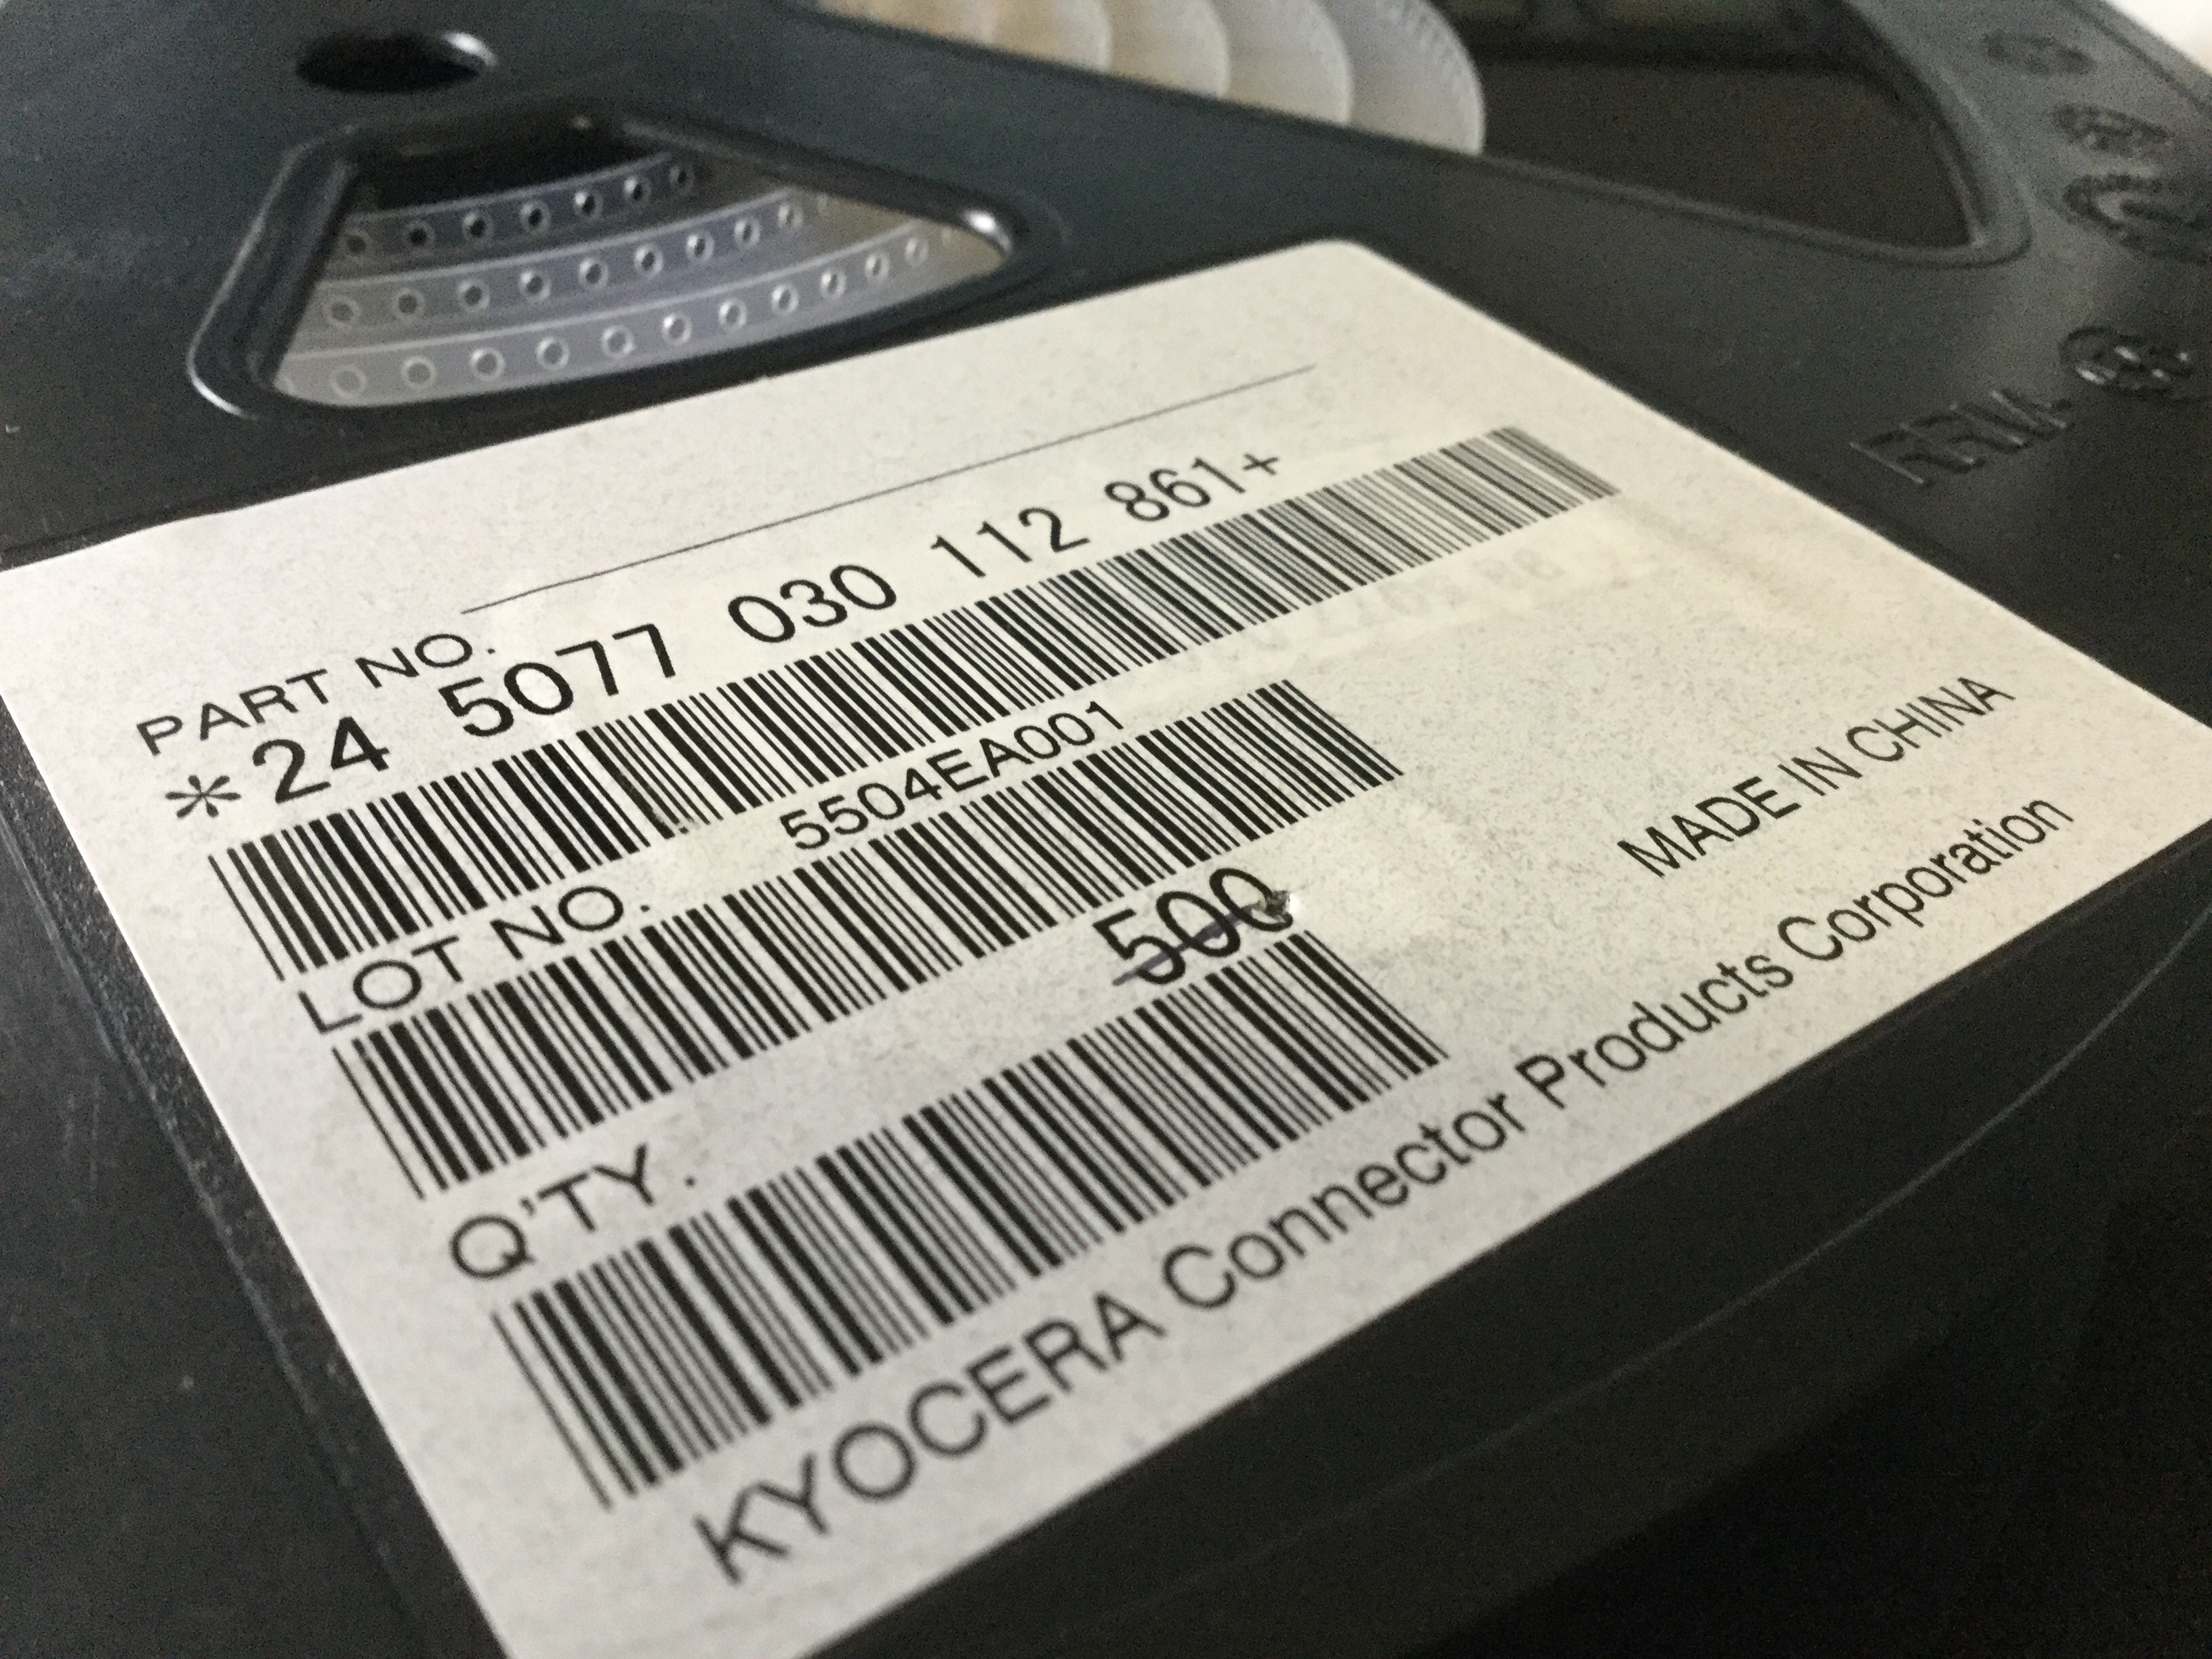 PART NO.
*24 5077 030 112 861+
LOT NO. 5504EA001
Q'TY. 500
MADE IN CHINA
KYOCERA Connector Products Corporation